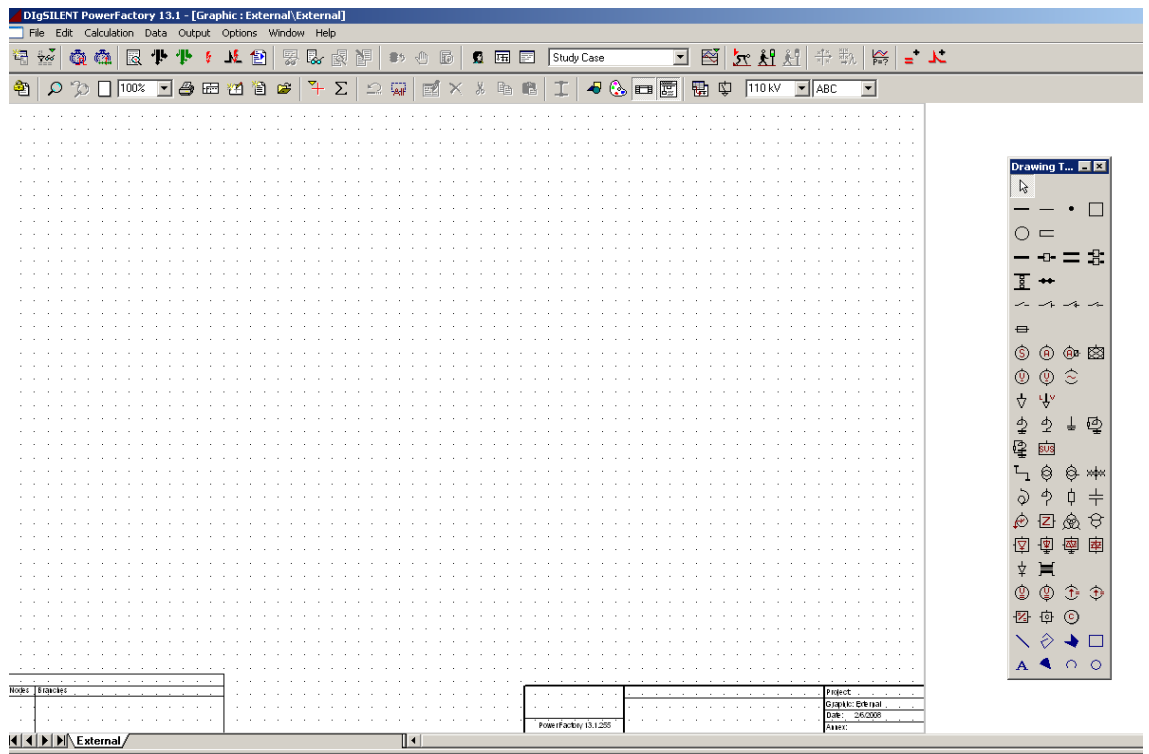 DIgSILENT PowerFactory 13.1 - [Graphic : External\External]
File Edit Calculation Data Output Options Window Help
Study Case
100% 110 kV ABC
Drawing T...
S A A
V V
SUS
Z
C
A
Nodes Branches
Project:
Graphic: External
Date: 2/6/2008
PowerFactory 13.1.255
Annex:
External